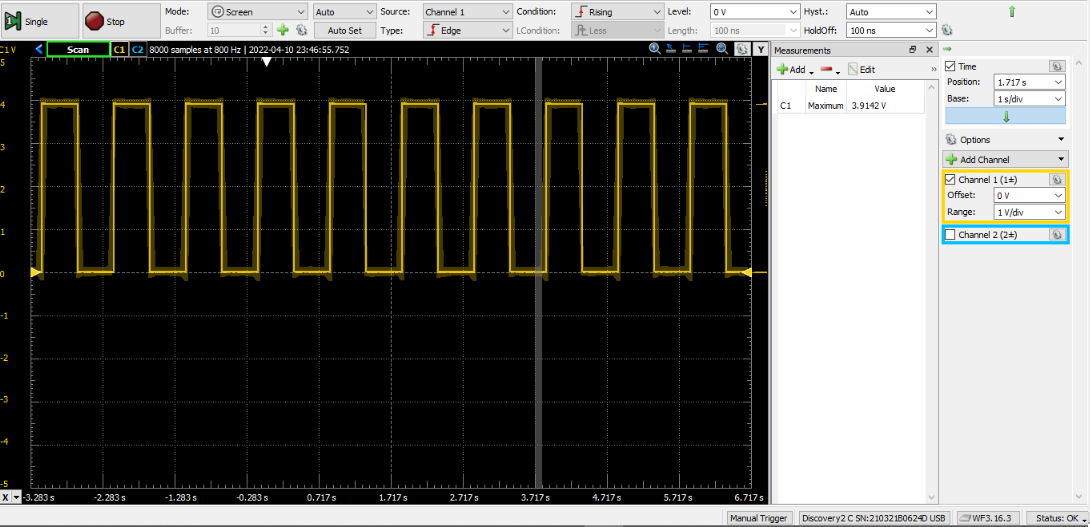 Single
Stop
Mode: Screen Auto Source: Channel 1 Condition: Rising Level: 0 V Hyst.: Auto
Buffer: 10 Auto Set Type: Edge LCondition: Less Length: 100 ns HoldOff: 100 ns
C1 V Scan C1 C2 8000 samples at 800 Hz | 2022-04-10 23:46:55.752 Y
5
4
3
2
1
0
-1
-2
-3
-4
-5
X -3.283 s -2.283 s -1.283 s -0.283 s 0.717 s 1.717 s 2.717 s 3.717 s 4.717 s 5.717 s 6.717 s
Measurements
Add Edit »
Name Value
C1 Maximum 3.9142 V
Time
Position: 1.717 s
Base: 1 s/div
Options
Add Channel
Channel 1 (1±)
Offset: 0 V
Range: 1 V/div
Channel 2 (2±)
Manual Trigger Discovery2 C SN:210321B0624D USB WF3.16.3 Status: OK